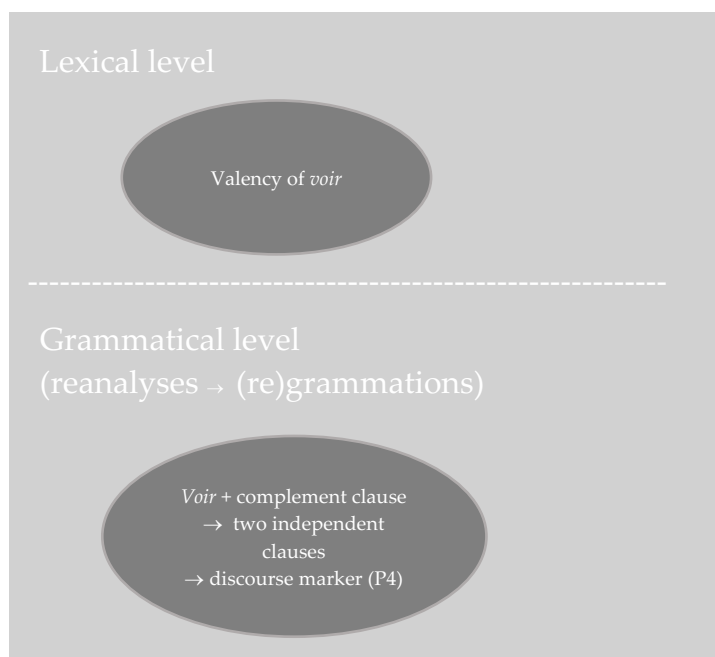 Lexical level
Valency of voir
Grammatical level
(reanalyses → (re)grammations)
Voir + complement clause
→ two independent
clauses
→ discourse marker (P4)